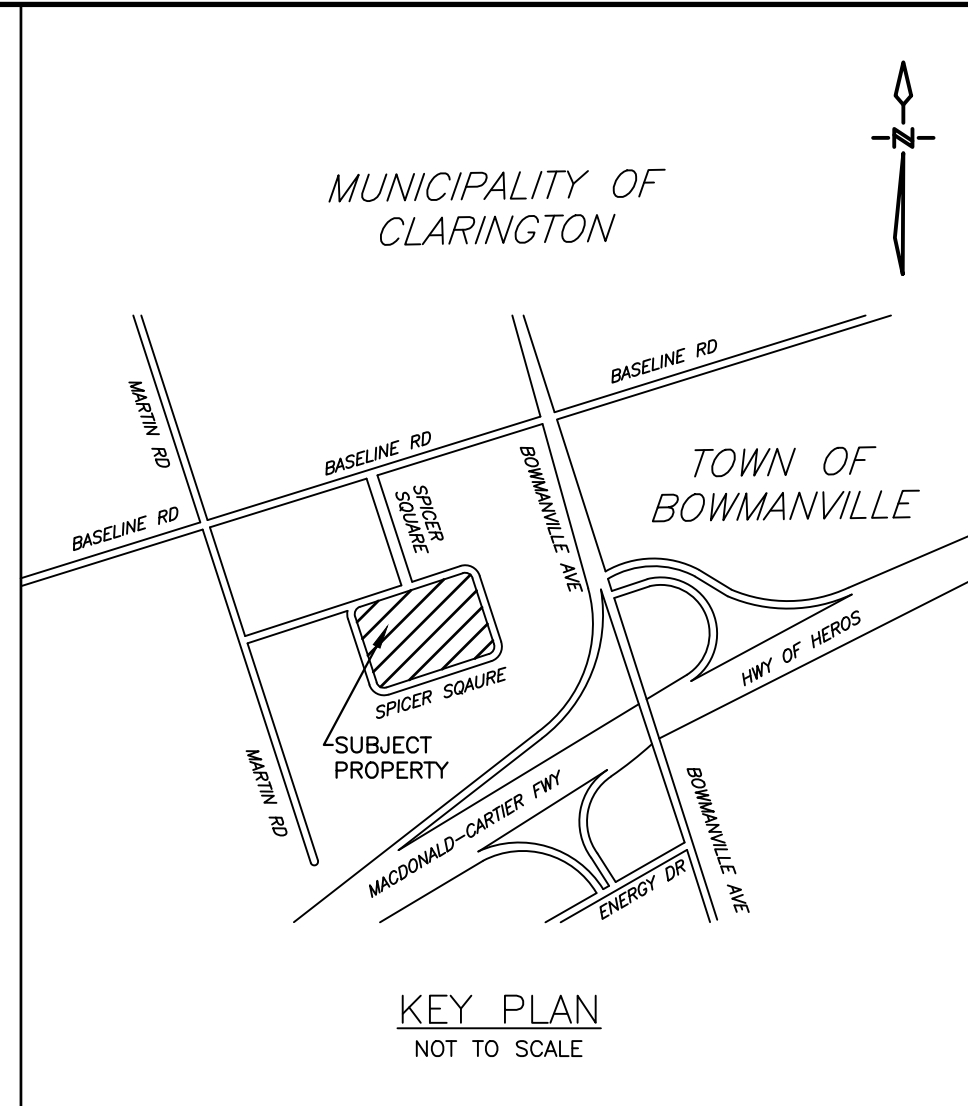 N
MUNICIPALITY OF
CLARINGTON
BASELINE RD
MARTIN RD
BASELINE RD
BASELINE RD
BOWMANVILLE AVE
SPICER
SQUARE
TOWN OF
BOWMANVILLE
HWY OF HEROS
SPICER SQAURE
SUBJECT
PROPERTY
MARTIN RD
MACDONALD-CARTIER FWY
BOWMANVILLE AVE
ENERGY DR
KEY PLAN
NOT TO SCALE